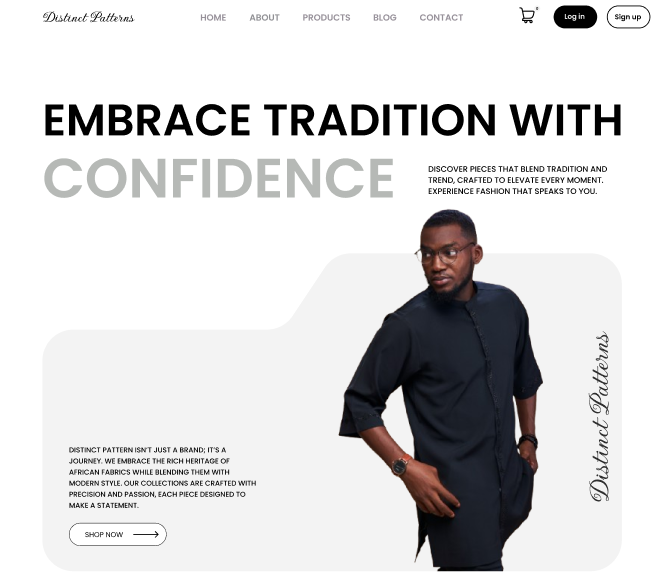 Distinct Patterns
HOME ABOUT PRODUCTS BLOG CONTACT
Log in
Sign up
EMBRACE TRADITION WITH
CONFIDENCE
DISCOVER PIECES THAT BLEND TRADITION AND
TREND, CRAFTED TO ELEVATE EVERY MOMENT.
EXPERIENCE FASHION THAT SPEAKS TO YOU.
Distinct Patterns
DISTINCT PATTERN ISN'T JUST A BRAND; IT'S A
JOURNEY. WE EMBRACE THE RICH HERITAGE OF
AFRICAN FABRICS WHILE BLENDING THEM WITH
MODERN STYLE. OUR COLLECTIONS ARE CRAFTED WITH
PRECISION AND PASSION, EACH PIECE DESIGNED TO
MAKE A STATEMENT.
SHOP NOW